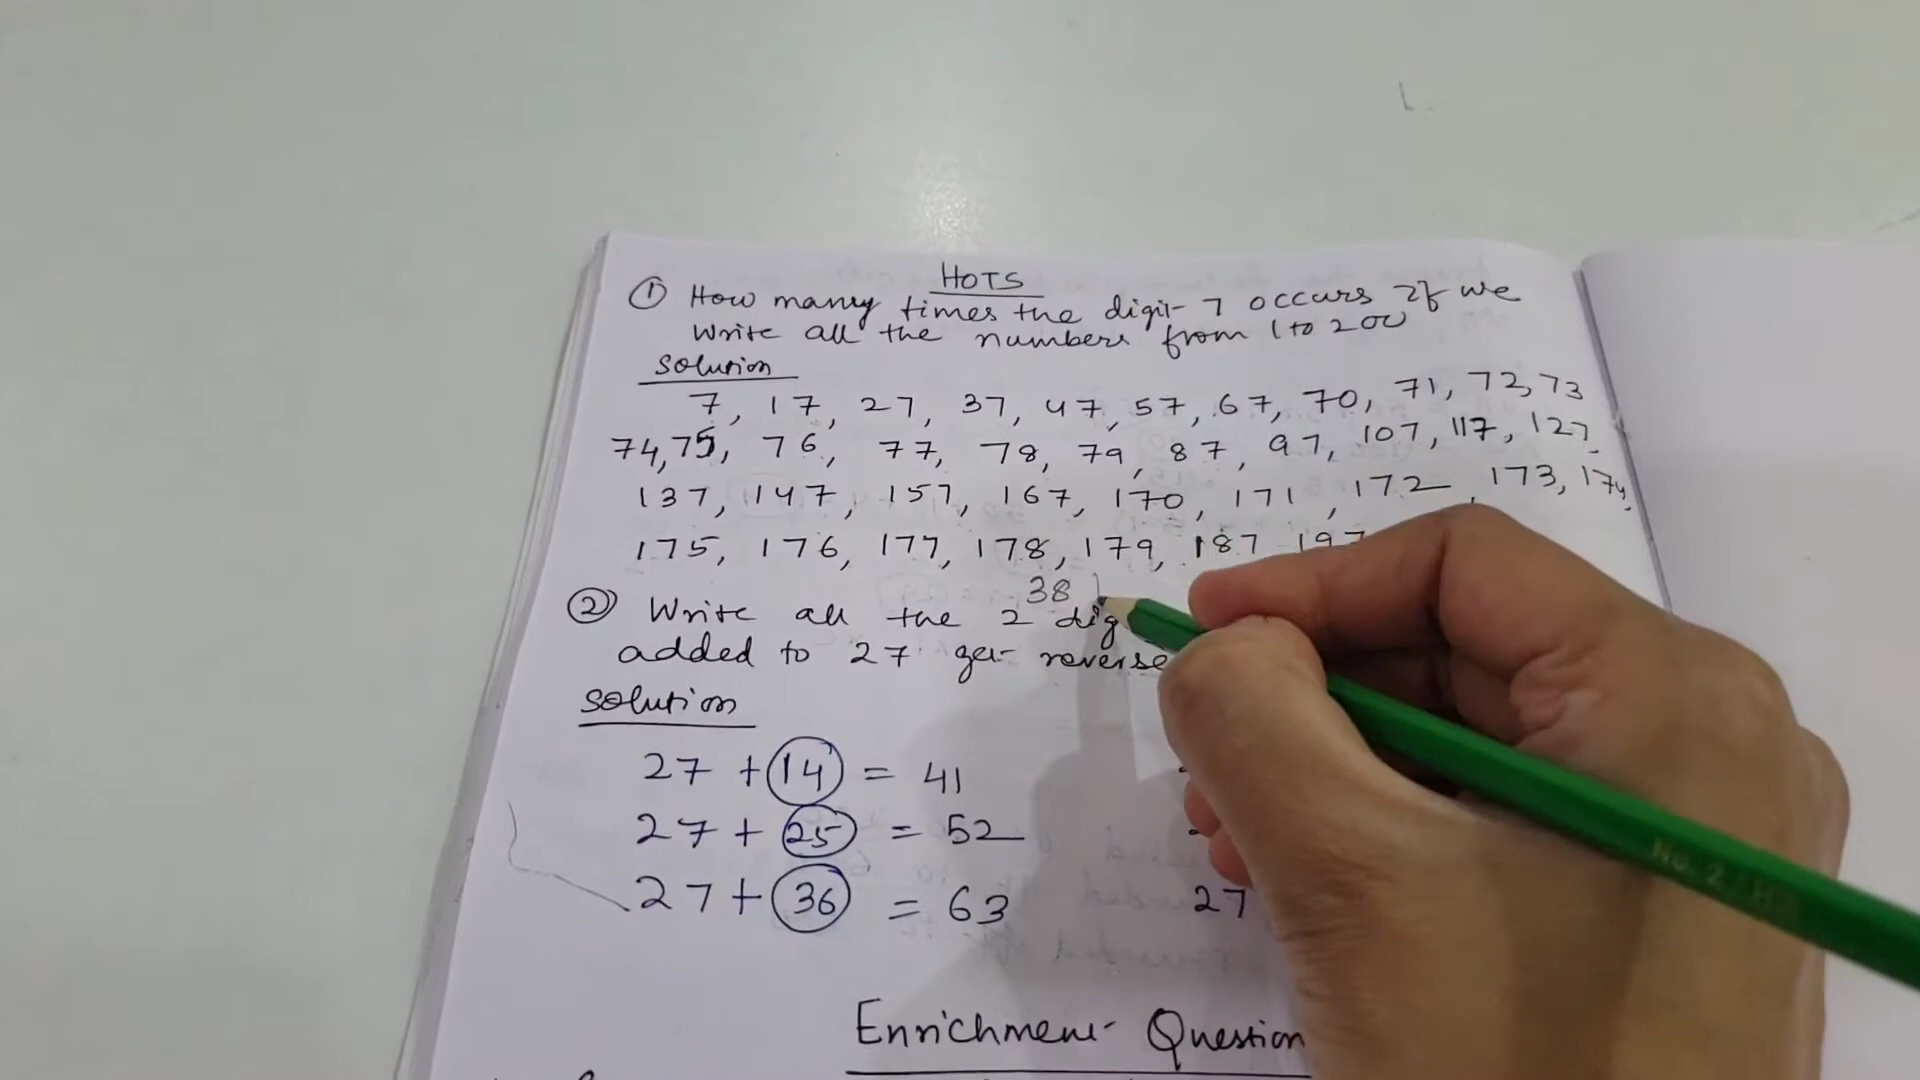 HOTS
① How many times the digit 7 occurs If we
write all the numbers from 1 to 200
Solution
7, 17, 27, 37, 47, 57, 67, 70, 71, 72, 73
74, 75, 76, 77, 78, 79, 87, 97, 107, 117, 127
137, 147, 157, 167, 170, 171, 172, 173, 174,
175, 176, 177, 178, 179, 187, 197
38
② Write all the 2 dig
added to 27 get reverse
Solution
27 + 14 = 41
27 + 25 = 52
27 + 36 = 63
27
Enrichment Question
No. 2